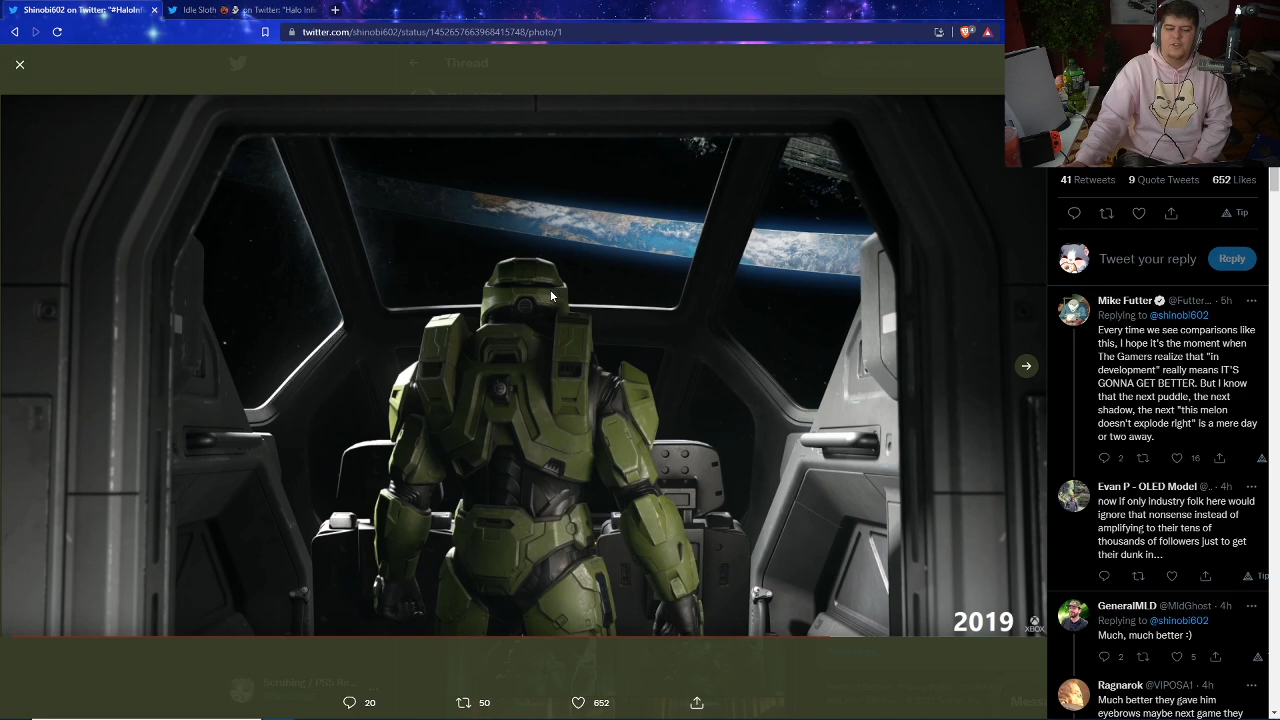 Shinobi602 on Twitter: "#HaloInf
Idle Sloth on Twitter: "Halo Infi
twitter.com/shinobi602/status/1452657663968415748/photo/1
Thread
2019
XBOX
20
50
652
41 Retweets 9 Quote Tweets 652 Likes
Tip
Tweet your reply
Reply
Mike Futter @Futter... · 5h
Replying to @shinobi602
Every time we see comparisons like
this, I hope it's the moment when
The Gamers realize that "in
development" really means IT'S
GONNA GET BETTER. But I know
that the next puddle, the next
shadow, the next "this melon
doesn't explode right" is a mere day
or two away.
2 16
Evan P - OLED Model @.. · 4h
now if only industry folk here would
ignore that nonsense instead of
amplifying to their tens of
thousands of followers just to get
their dunk in...
Tip
GeneralMLD @MldGhost · 4h
Replying to @shinobi602
Much, much better :)
2 5
Ragnarok @VIPOSA1 · 4h
Much better they gave him
eyebrows maybe next game they